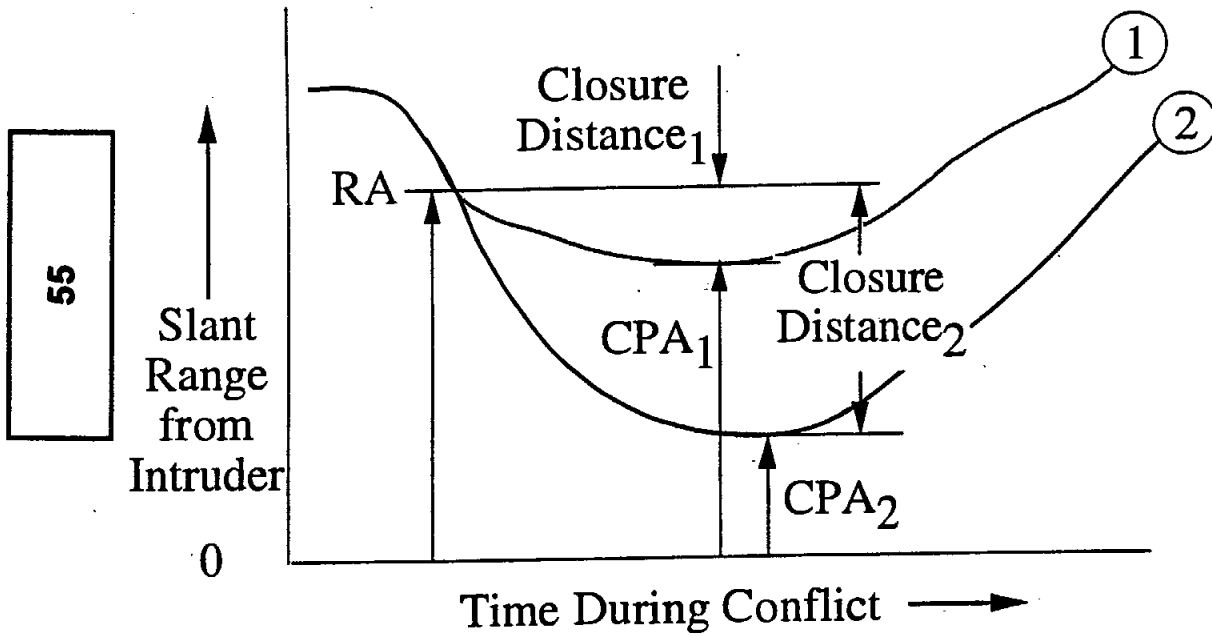 1
Closure
Distance1
2
RA
55
Closure
Distance2
Slant
Range
from
Intruder
CPA1
CPA2
0
Time During Conflict